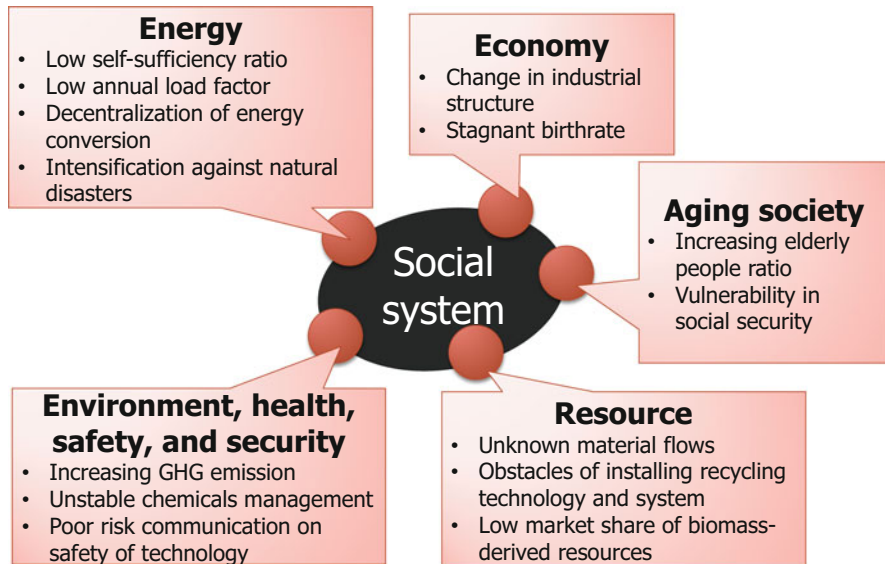 Energy
• Low self-sufficiency ratio
• Low annual load factor
• Decentralization of energy
conversion
• Intensification against natural
disasters
Economy
• Change in industrial
structure
• Stagnant birthrate
Aging society
• Increasing elderly
people ratio
• Vulnerability in
social security
Social
system
Environment, health,
safety, and security
• Increasing GHG emission
• Unstable chemicals management
• Poor risk communication on
safety of technology
Resource
• Unknown material flows
• Obstacles of installing recycling
technology and system
• Low market share of biomass-
derived resources